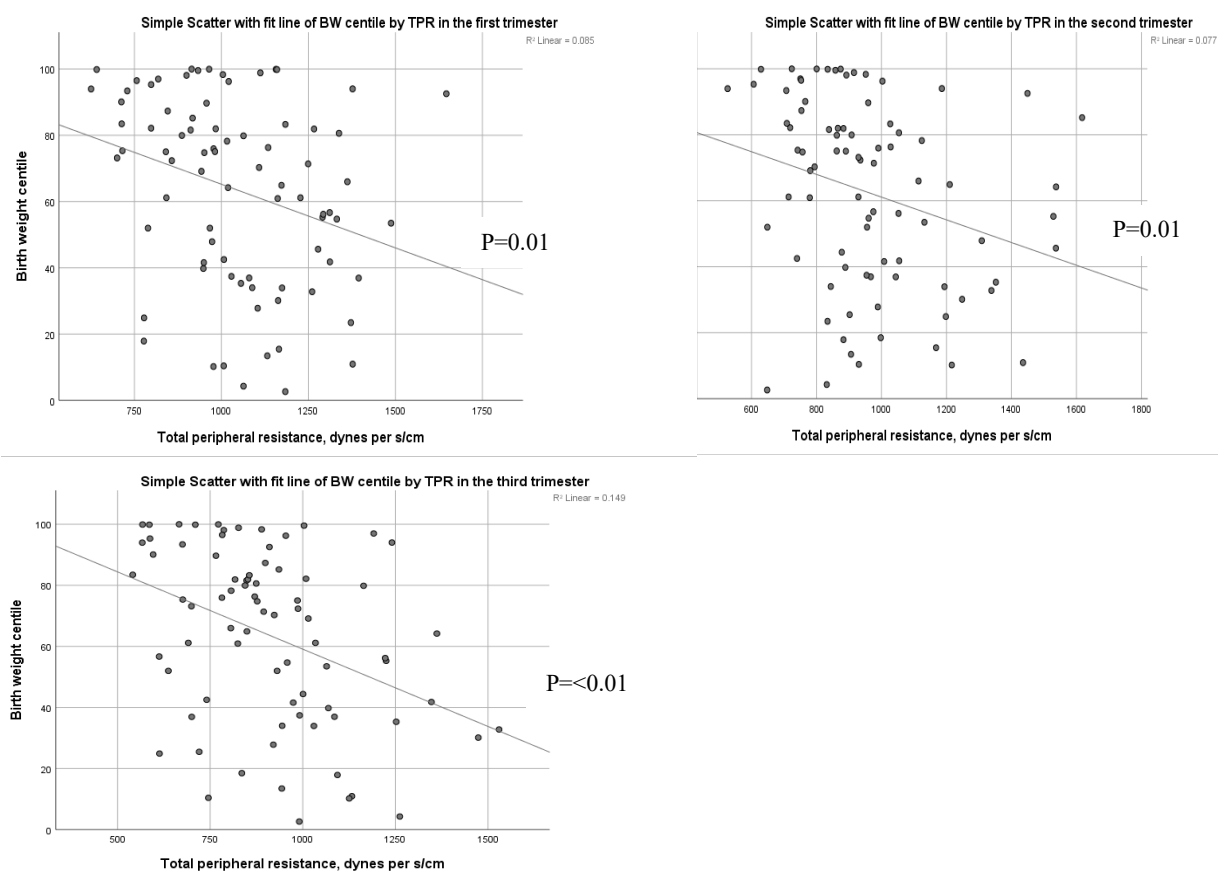 Simple Scatter with fit line of BW centile by TPR in the first trimester
R² Linear = 0.085
100
80
60
40
20
0
Birth weight centile
P=0.01
750
1000
1250
1500
1750
Total peripheral resistance, dynes per s/cm
Simple Scatter with fit line of BW centile by TPR in the second trimester
R² Linear = 0.077
P=0.01
600
800
1000
1200
1400
1600
1800
Total peripheral resistance, dynes per s/cm
Simple Scatter with fit line of BW centile by TPR in the third trimester
R² Linear = 0.149
100
80
60
40
20
0
Birth weight centile
P=<0.01
500
750
1000
1250
1500
Total peripheral resistance, dynes per s/cm